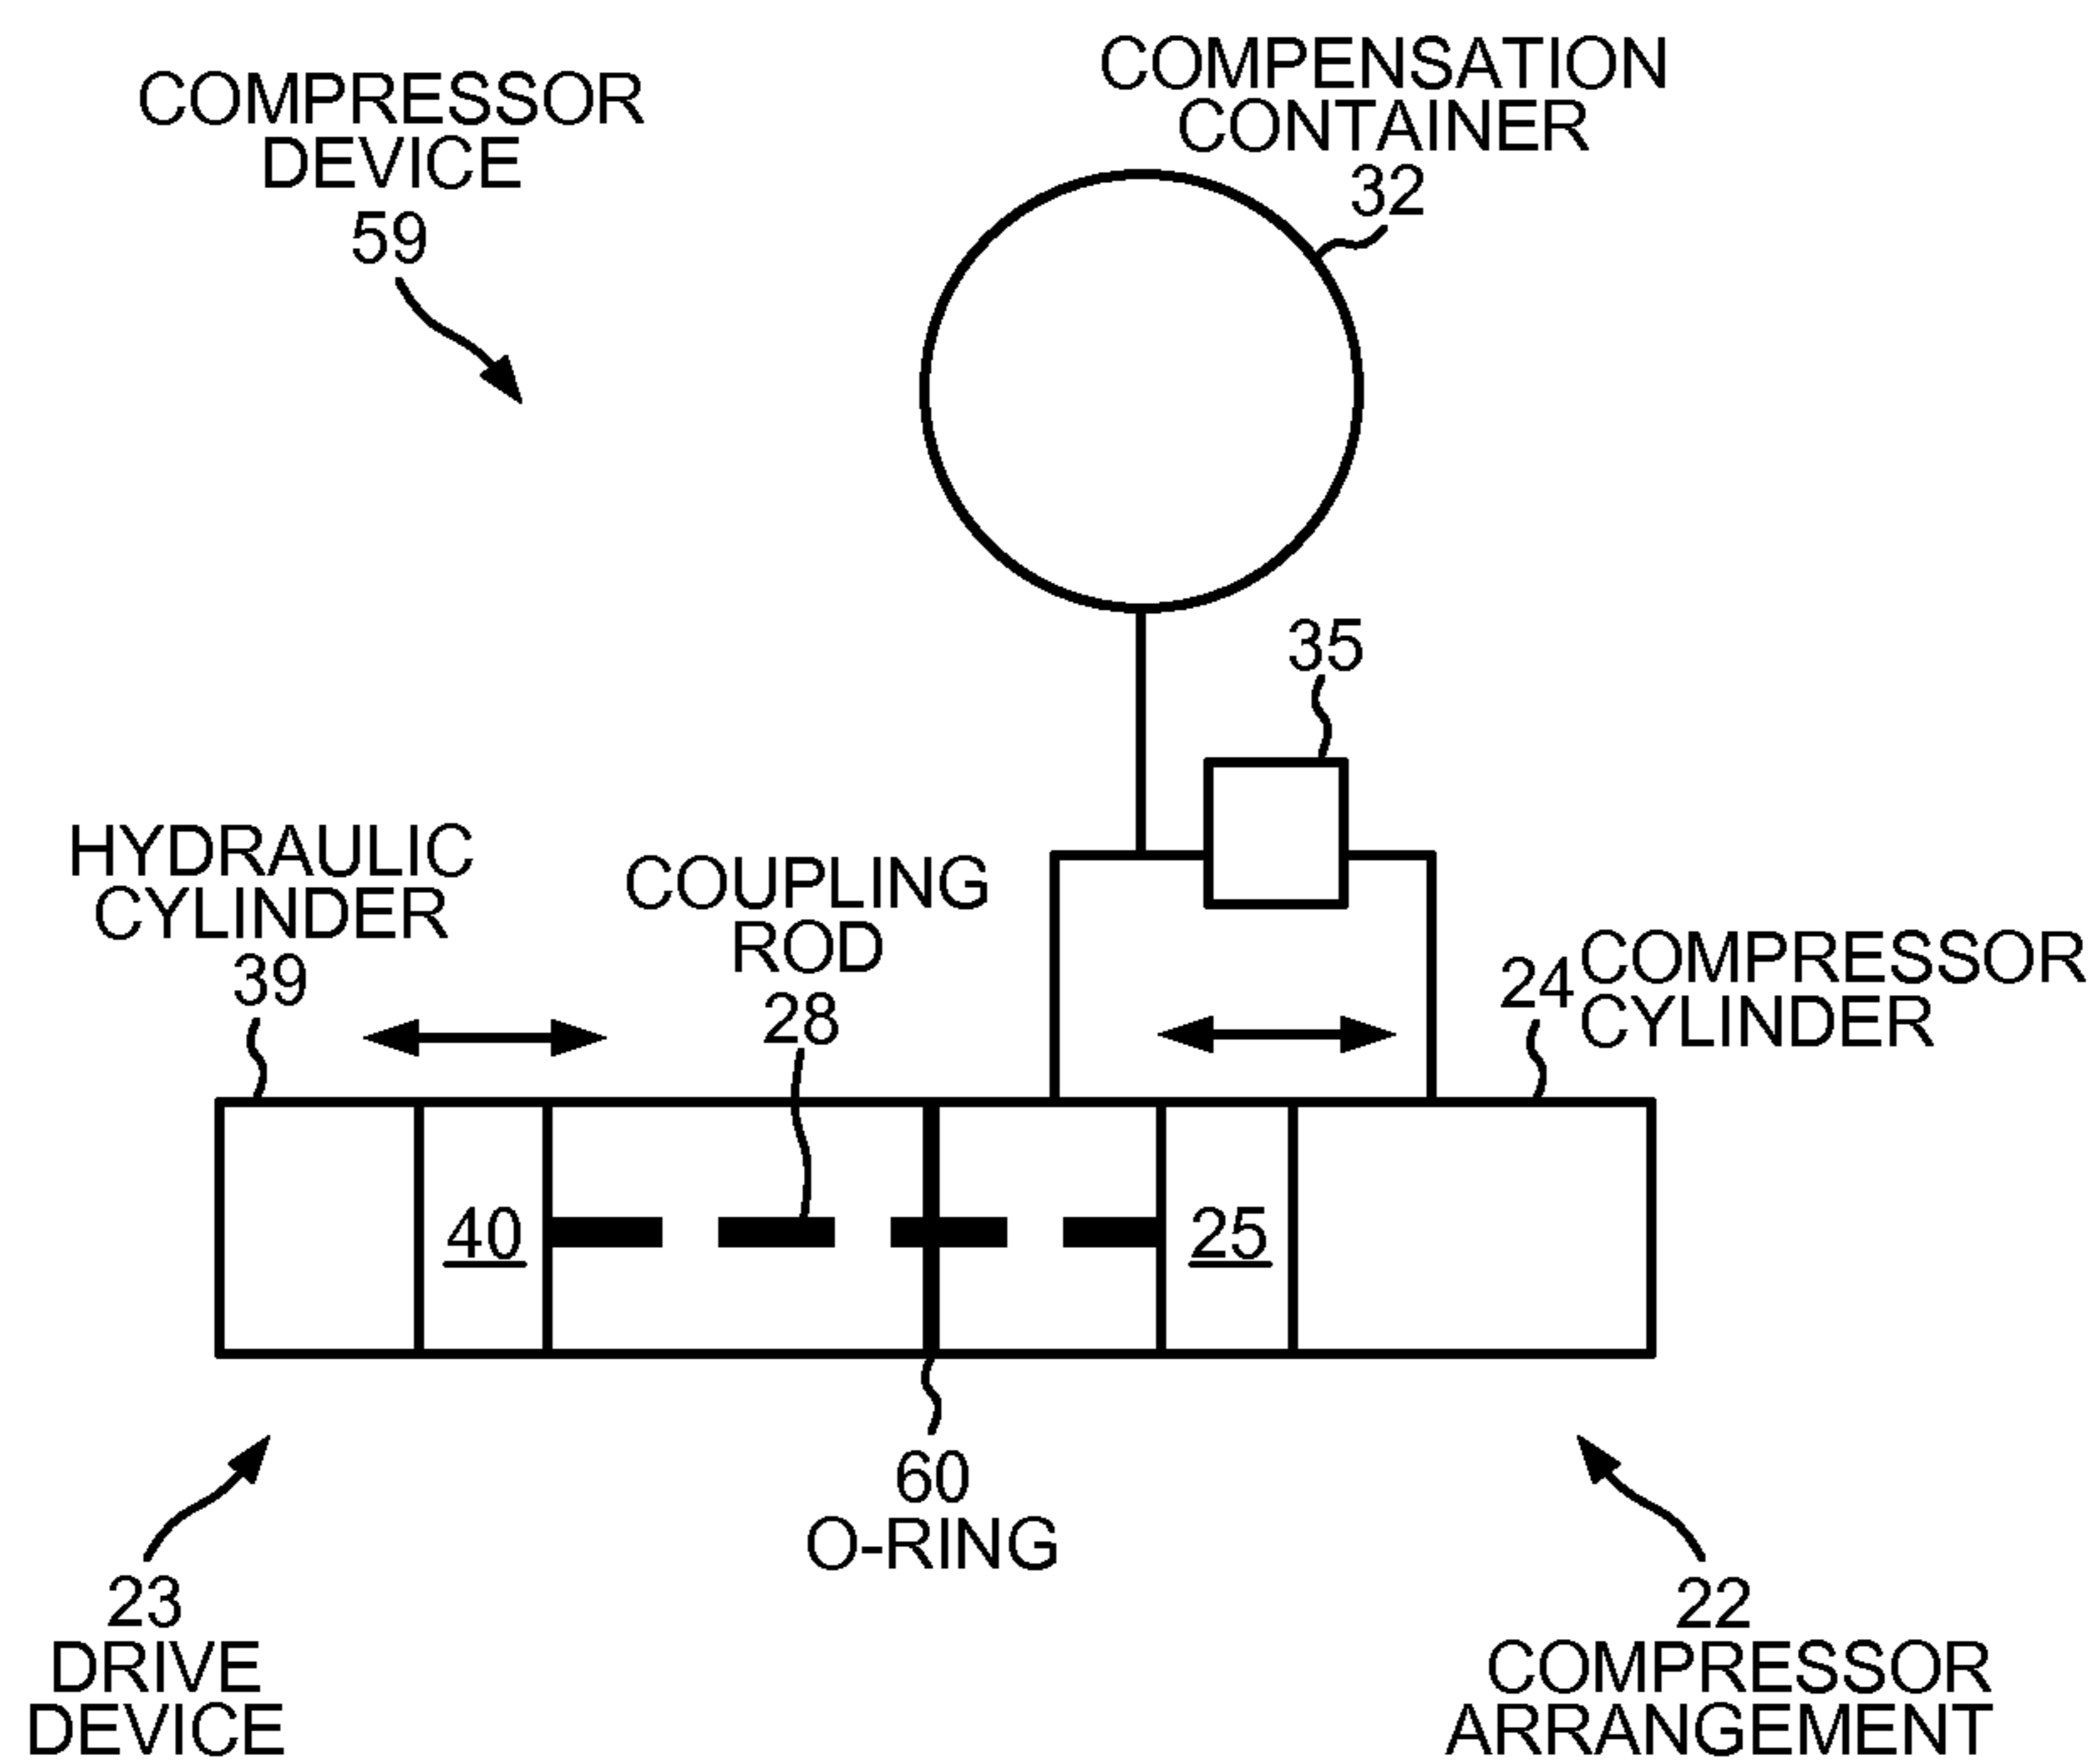 COMPRESSOR
DEVICE
59
COMPENSATION
CONTAINER
32
35
HYDRAULIC
CYLINDER
39
COUPLING
ROD
28
24
COMPRESSOR
CYLINDER
40
25
60
O-RING
23
DRIVE
DEVICE
22
COMPRESSOR
ARRANGEMENT